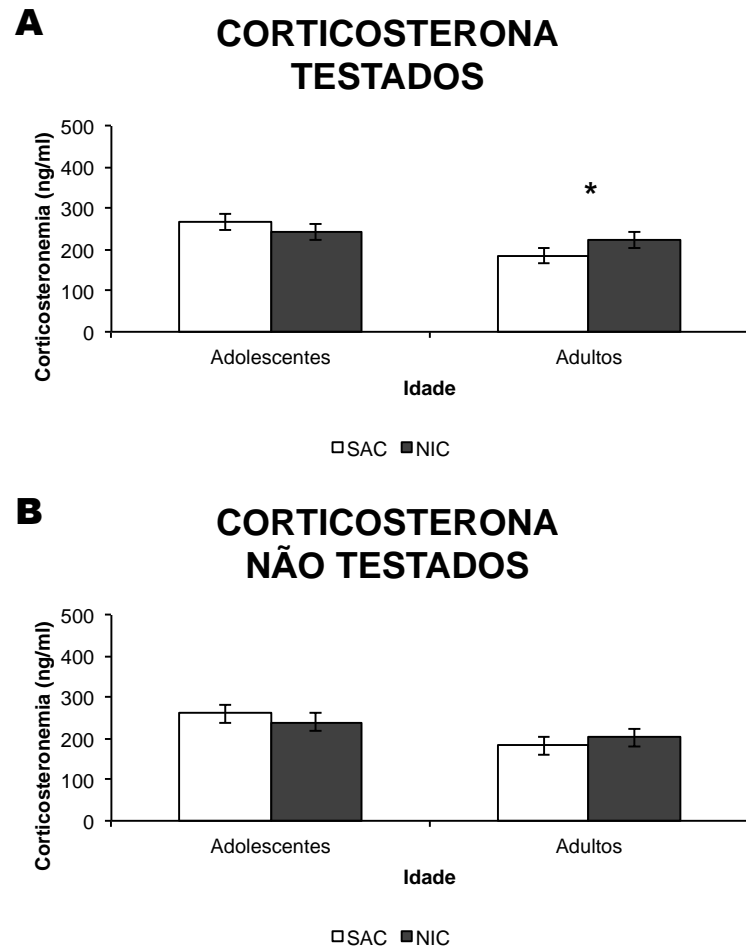 A
CORTICOSTERONA
TESTADOS
Corticosteronemia (ng/ml)
500
400
300
200
100
0
*
Adolescentes Adultos
Idade
SAC NIC
B
CORTICOSTERONA
NÃO TESTADOS
Corticosteronemia (ng/ml)
500
400
300
200
100
0
Adolescentes Adultos
Idade
SAC NIC